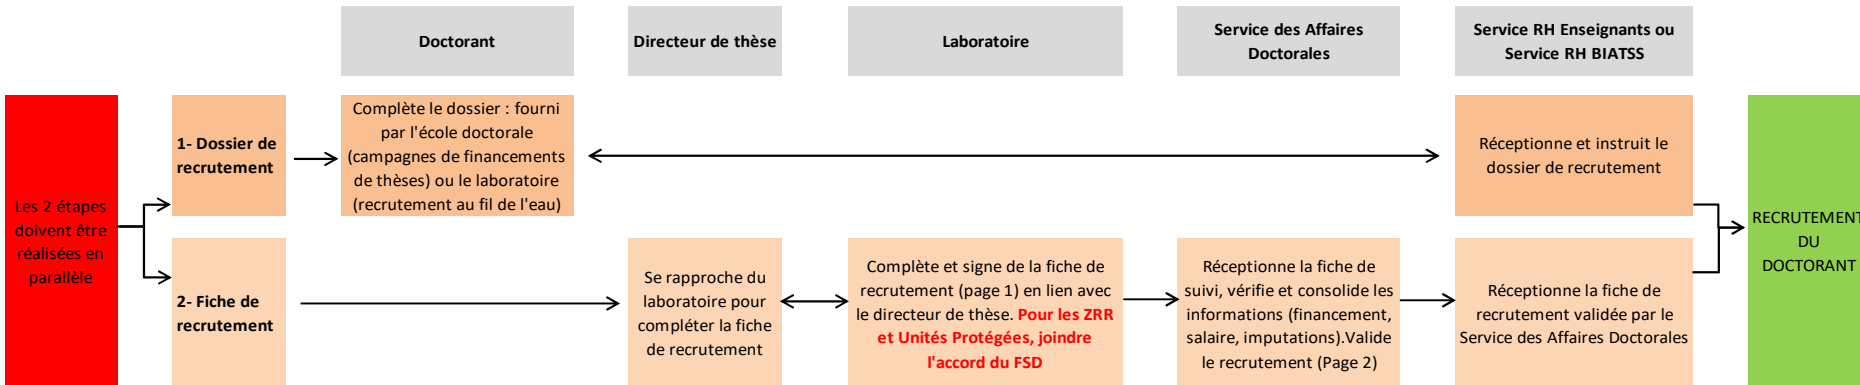 Doctorant
Directeur de thèse
Laboratoire
Service des Affaires
Doctorales
Service RH Enseignants ou
Service RH BIATSS
Les 2 étapes
doivent être
réalisées en
parallèle
1- Dossier de
recrutement
Complète le dossier : fourni
par l'école doctorale
(campagnes de financements
de thèses) ou le laboratoire
(recrutement au fil de l'eau)
Réceptionne et instruit le
dossier de recrutement
2- Fiche de
recrutement
Se rapproche du
laboratoire pour
compléter la fiche
de recrutement
Complète et signe de la fiche de
recrutement (page 1) en lien avec
le directeur de thèse. Pour les ZRR
et Unités Protégées, joindre
l'accord du FSD
Réceptionne la fiche de
suivi, vérifie et consolide les
informations (financement,
salaire, imputations).Valide
le recrutement (Page 2)
Réceptionne la fiche de
recrutement validée par le
Service des Affaires Doctorales
RECRUTEMENT
DU
DOCTORANT